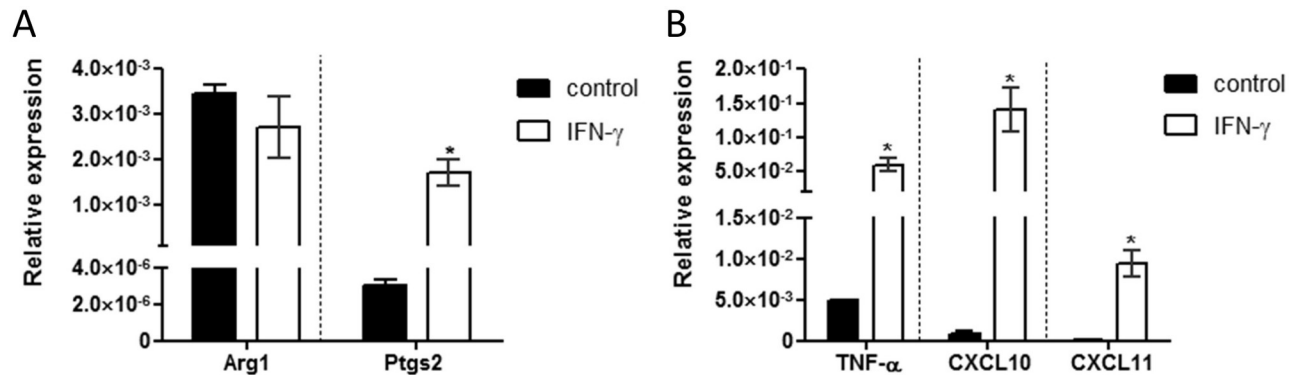 A
Relative expression
4.0×10⁻³
3.0×10⁻³
2.0×10⁻³
1.0×10⁻³
4.0×10⁻⁶
2.0×10⁻⁶
0
*
Arg1
Ptgs2
control
IFN-γ
B
Relative expression
2.0×10⁻¹
1.5×10⁻¹
1.0×10⁻¹
5.0×10⁻²
1.5×10⁻²
1.0×10⁻²
5.0×10⁻³
0
*
*
*
TNF-α
CXCL10
CXCL11
control
IFN-γ